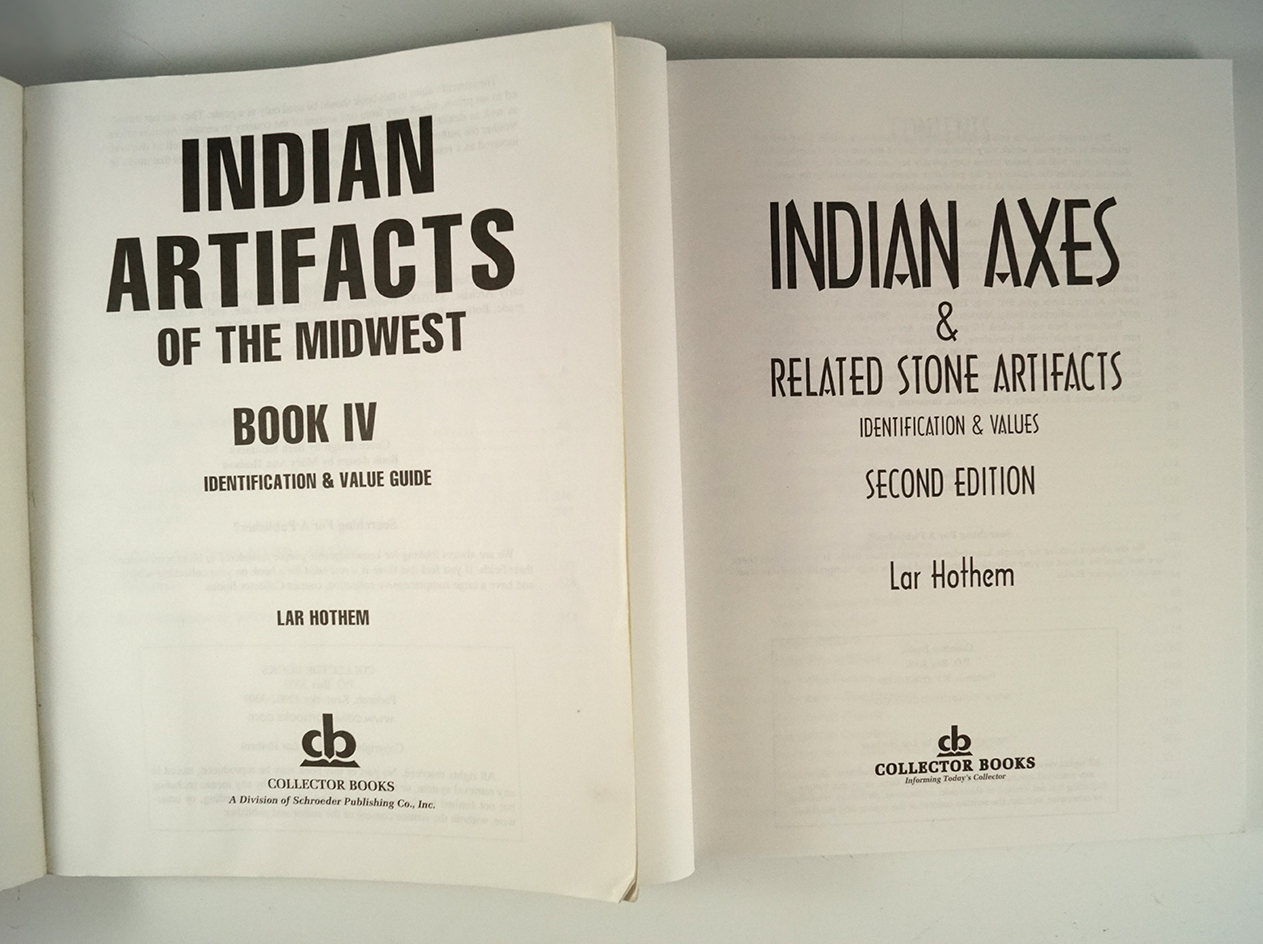 INDIAN
ARTIFACTS
OF THE MIDWEST
BOOK IV
IDENTIFICATION & VALUE GUIDE
LAR HOTHEM
cb
COLLECTOR BOOKS
A Division of Schroeder Publishing Co., Inc.
INDIAN AXES
&
RELATED STONE ARTIFACTS
IDENTIFICATION & VALUES
SECOND EDITION
Lar Hothem
cb
COLLECTOR BOOKS
Informing Today's Collector